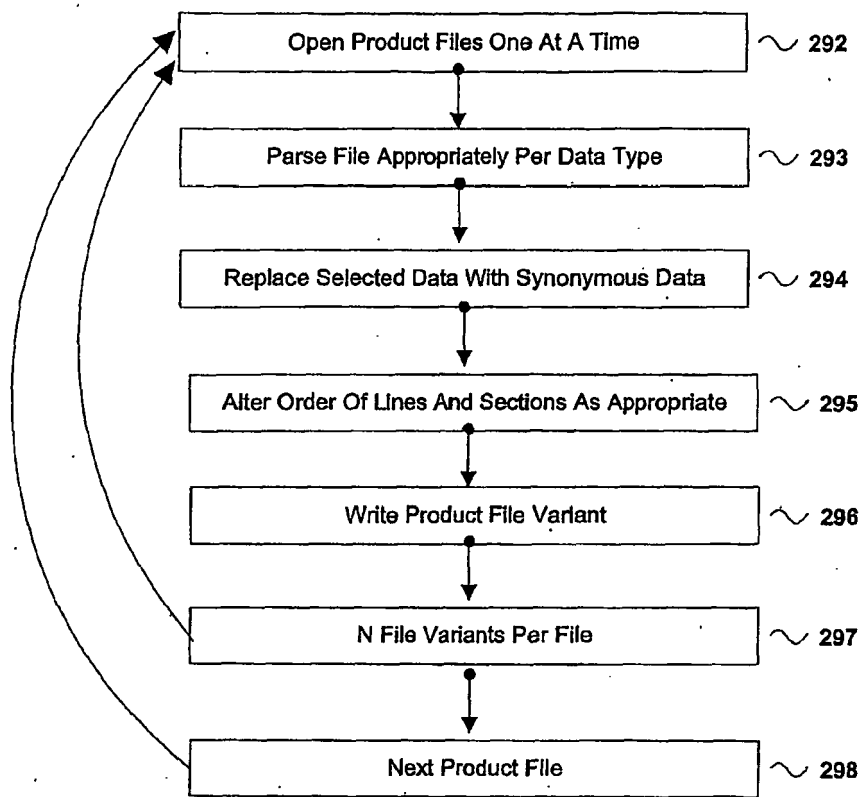 Open Product Files One At A Time 292
Parse File Appropriately Per Data Type 293
Replace Selected Data With Synonymous Data 294
Alter Order Of Lines And Sections As Appropriate 295
Write Product File Variant 296
N File Variants Per File 297
Next Product File 298